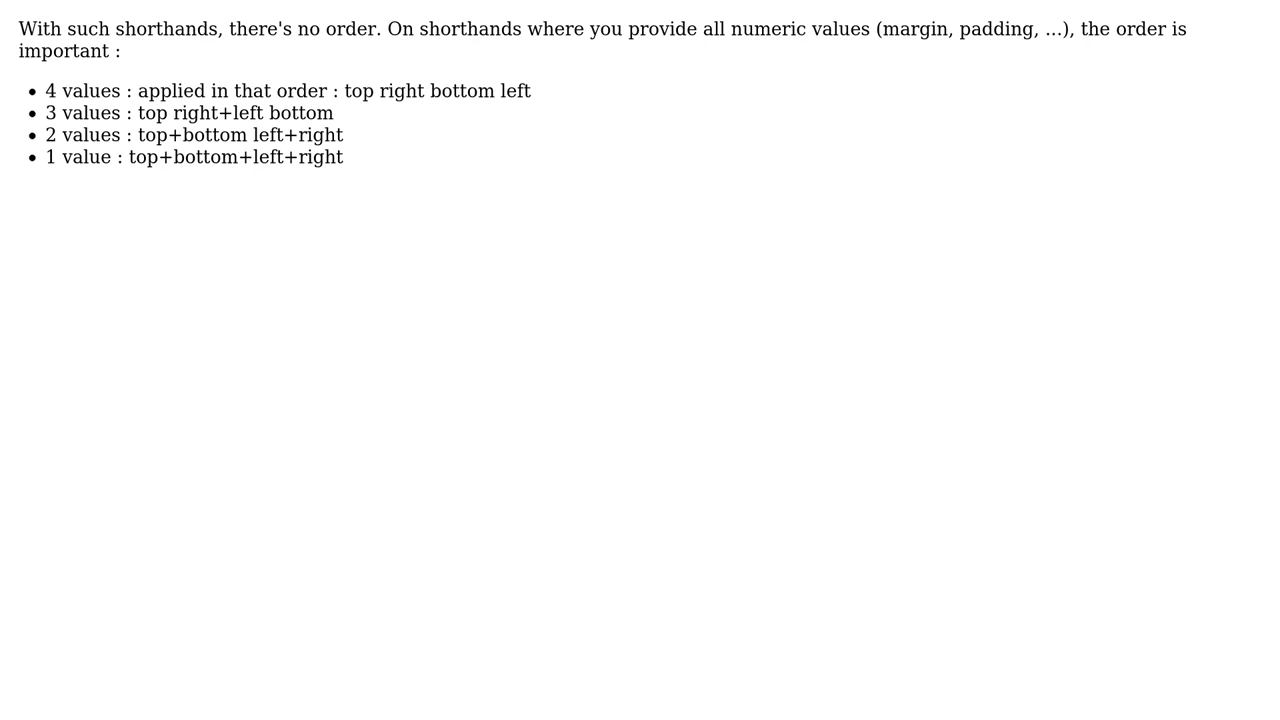 With such shorthands, there's no order. On shorthands where you provide all numeric values (margin, padding, ...), the order is
important :
• 4 values : applied in that order : top right bottom left
• 3 values : top right+left bottom
• 2 values : top+bottom left+right
• 1 value : top+bottom+left+right